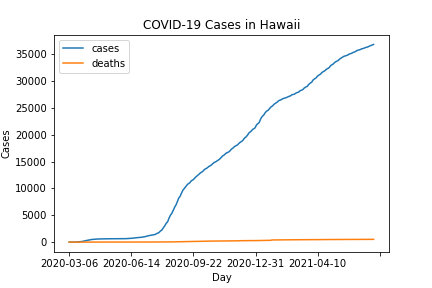 COVID-19 Cases in Hawaii
cases
deaths
35000
30000
25000
20000
15000
10000
5000
0
Cases
2020-03-06 2020-06-14 2020-09-22 2020-12-31 2021-04-10
Day